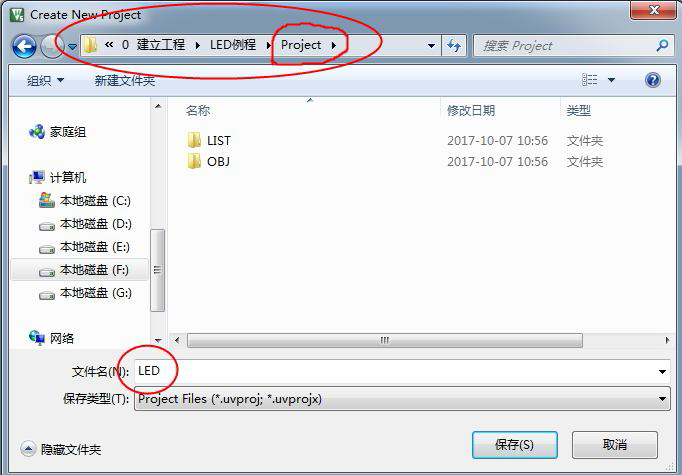 Create New Project
« 0 建立工程 LED例程 Project
搜索 Project
组织
新建文件夹
名称 修改日期 类型
家庭组
LIST 2017-10-07 10:56 文件夹
OBJ 2017-10-07 10:56 文件夹
计算机
本地磁盘 (C:)
本地磁盘 (D:)
本地磁盘 (E:)
本地磁盘 (F:)
本地磁盘 (G:)
网络
文件名(N): LED
保存类型(T): Project Files (*.uvproj; *.uvprojx)
隐藏文件夹
保存(S)
取消